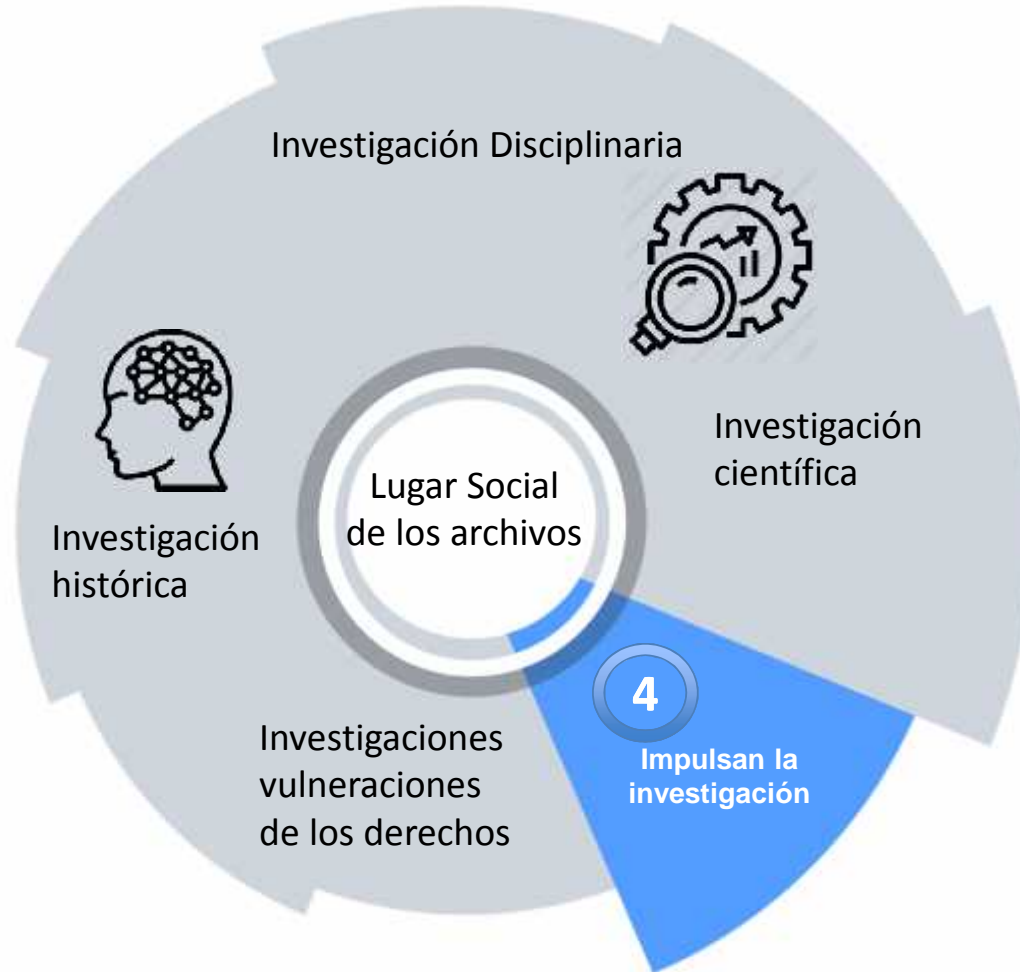 Investigación Disciplinaria
Investigación
científica
Lugar Social
de los archivos
Investigación
histórica
4
Impulsan la
investigación
Investigaciones
vulneraciones
de los derechos